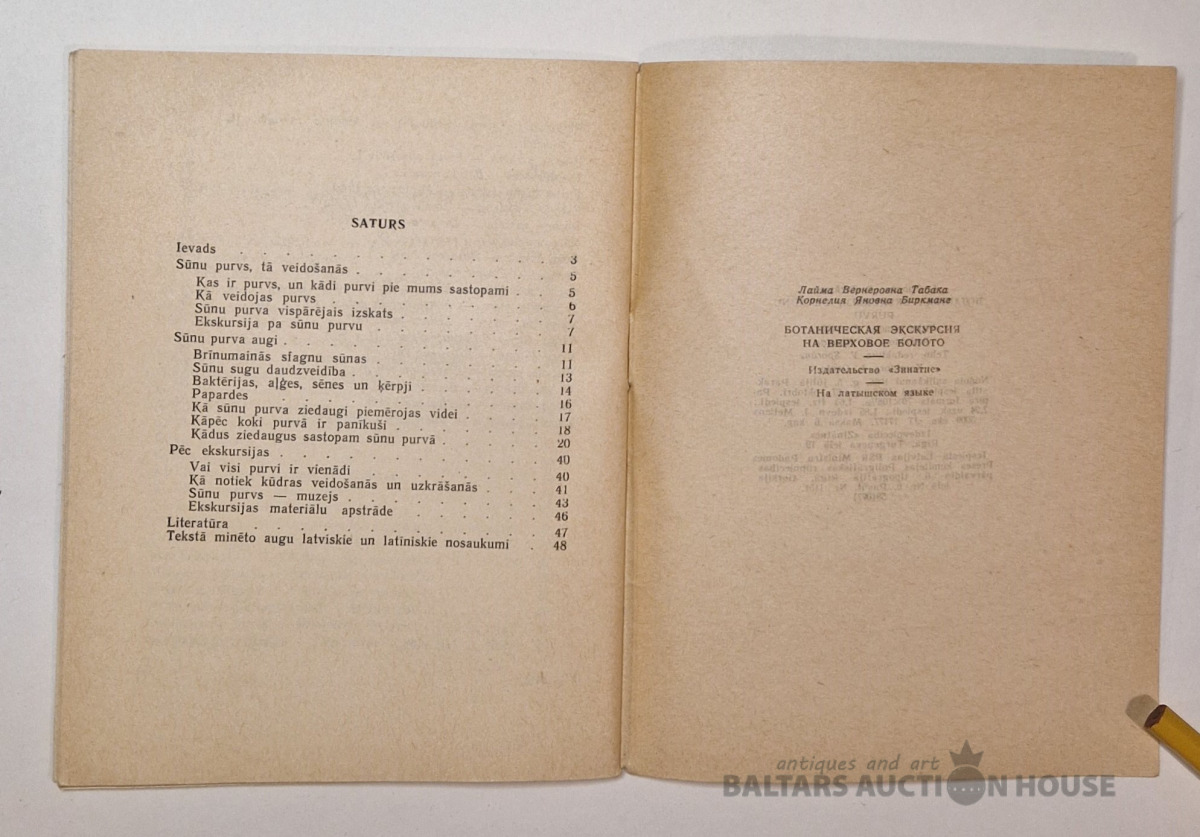 SATURS
Ievads . . . . . . . . . . . . . 3
Sūnu purvs, tā veidošanās . . . . . . . . 5
Kas ir purvs, un kādi purvi pie mums sastopami . . 5
Kā veidojas purvs . . . . . . . . . 6
Sūnu purva vispārējais izskats . . . . . . 7
Ekskursija pa sūnu purvu . . . . . . . 7
Sūnu purva augi . . . . . . . . . . 11
Brīnumainās sfagnu sūnas . . . . . . . 11
Sūnu sugu daudzveidība . . . . . . . . 13
Baktērijas, aļģes, sēnes un ķērpji . . . . . 14
Papardes . . . . . . . . . . . 16
Kā sūnu purva ziedaugi piemērojas videi . . . . 17
Kāpēc koki purvā ir panīkuši . . . . . . 18
Kādus ziedaugus sastopam sūnu purvā . . . . 20
Pēc ekskursijas . . . . . . . . . . 40
Vai visi purvi ir vienādi . . . . . . . 40
Kā notiek kūdras veidošanās un uzkrāšanās . . . 41
Sūnu purvs — muzejs . . . . . . . . 43
Ekskursijas materiālu apstrāde . . . . . . 46
Literatūra . . . . . . . . . . . 47
Tekstā minēto augu latviskie un latīniskie nosaukumi . 48
Лайма Вернеровна Табака
Корнелия Яновна Биркманe
БОТАНИЧЕСКАЯ ЭКСКУРСИЯ
НА ВЕРХОВОЕ БОЛОТО
Издательство «Зинатне»
На латышском языке
antiques and art
BALTARS AUCTION HOUSE